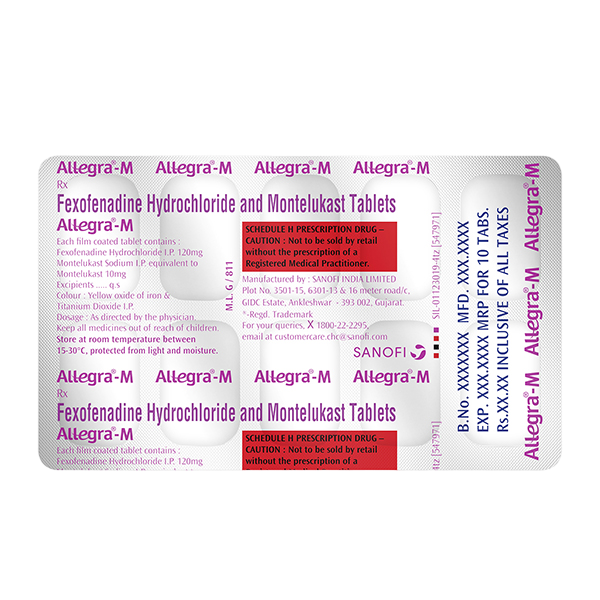 Allegra®-M Allegra®-M Allegra®-M Allegra®-M
Rx
Fexofenadine Hydrochloride and Montelukast Tablets
Allegra®-M
Each film coated tablet contains :
Fexofenadine Hydrochloride I.P. 120mg
Montelukast Sodium I.P. equivalent to
Montelukast 10mg
Excipients ..... q.s
Colour : Yellow oxide of iron &
Titanium Dioxide I.P.
Dosage : As directed by the physician.
Keep all medicines out of reach of children.
Store at room temperature between
15-30°C, protected from light and moisture.
M.L. G / 811
SCHEDULE H PRESCRIPTION DRUG –
CAUTION : Not to be sold by retail
without the prescription of a
Registered Medical Practitioner.
Manufactured by : SANOFI INDIA LIMITED
Plot No. 3501-15, 6301-13 & 16 meter road/c,
GIDC Estate, Ankleshwar - 393 002, Gujarat.
®-Regd. Trademark
For your queries, X 1800-22-2295,
email at customercare.chc@sanofi.com
SANOFI
SIL-01123019-4tz [547971]
Allegra®-M Allegra®-M Allegra®-M Allegra®-M
Rx
Fexofenadine Hydrochloride and Montelukast Tablets
Allegra®-M
Each film coated tablet contains :
Fexofenadine Hydrochloride I.P. 120mg
SCHEDULE H PRESCRIPTION DRUG –
CAUTION : Not to be sold by retail
without the prescription of a
4tz [547971]
B.No. XXXXXXX MFD. XXX.XXXX
EXP. XXX.XXXX MRP FOR 10 TABS.
Rs.XX.XX INCLUSIVE OF ALL TAXES
Allegra®-M Allegra®-M Allegra®-M